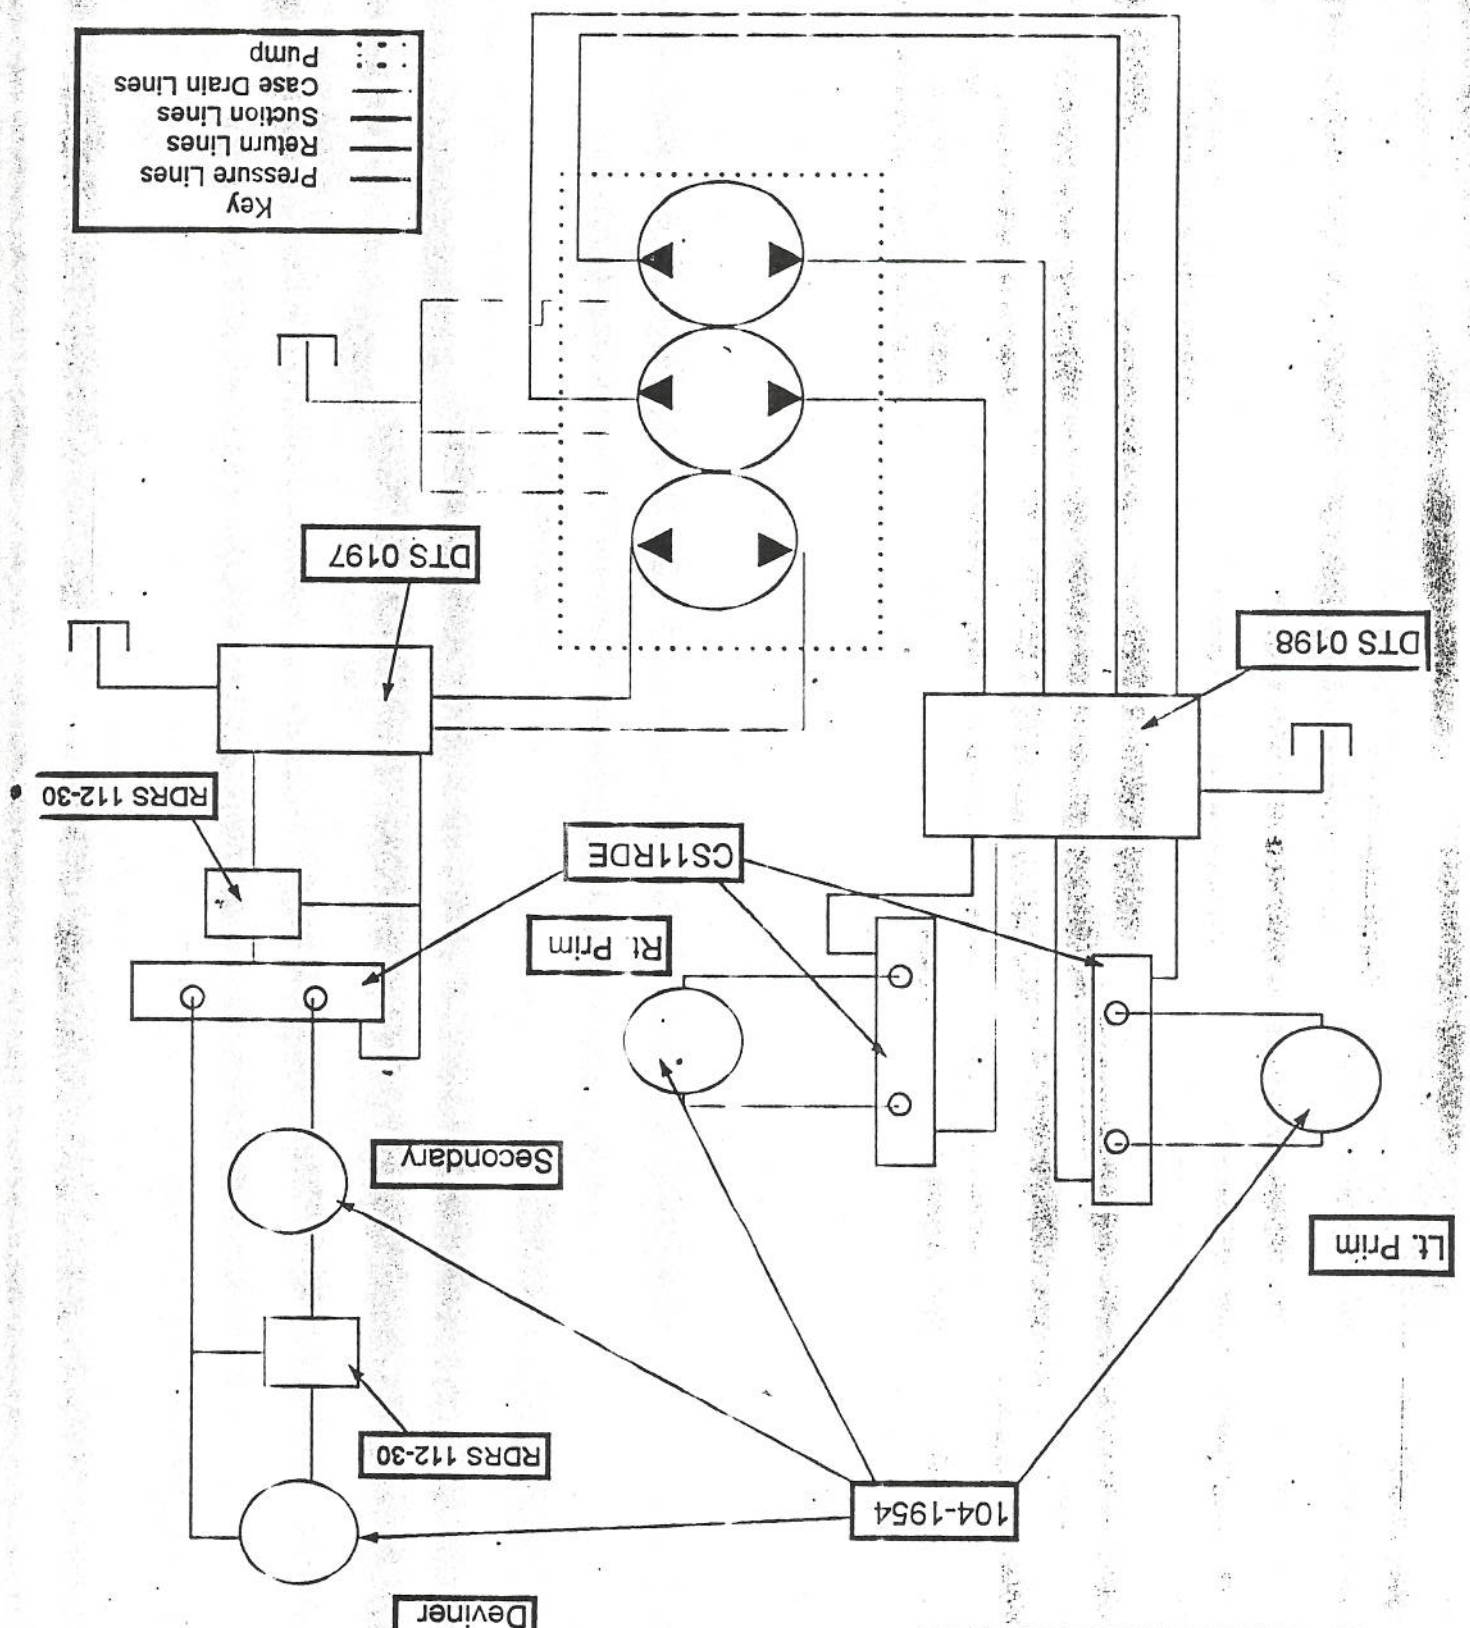 Deviner
104-1954
RDRS 112-30
Lt. Prim
Secondary
Rt. Prim
CS11RDE
RDRS 112-30
DTS 0198
DTS 0197
Key
Pressure Lines
Return Lines
Suction Lines
Case Drain Lines
Pump